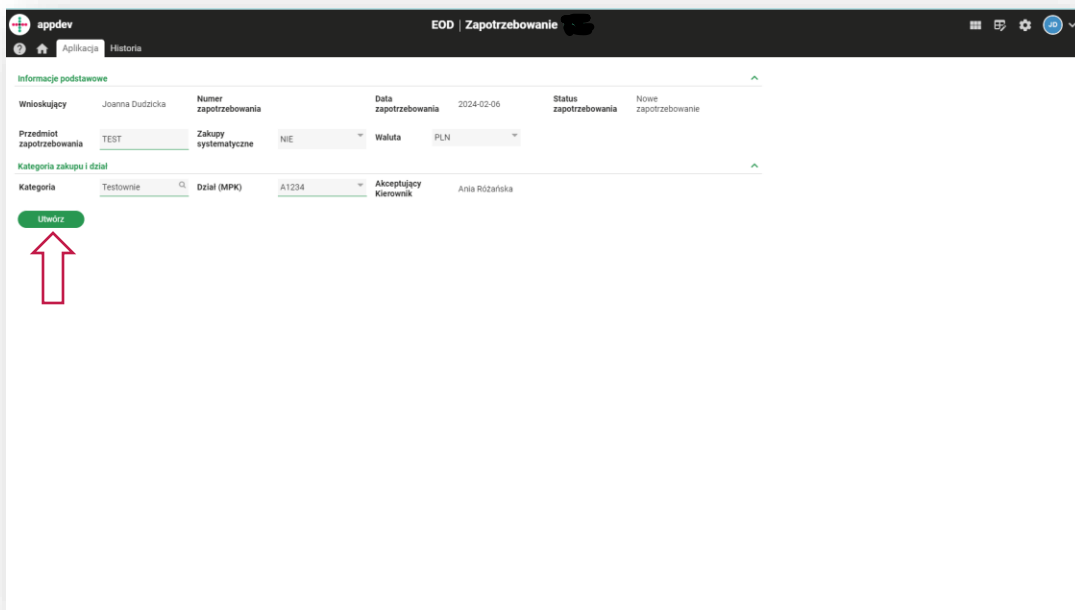 appdev
EOD | Zapotrzebowanie
JD
Aplikacja Historia
Informacje podstawowe
Wnioskujący Joanna Dudzicka Numer zapotrzebowania Data zapotrzebowania 2024-02-06 Status zapotrzebowania Nowe zapotrzebowanie
Przedmiot zapotrzebowania TEST Zakupy systematyczne NIE Waluta PLN
Kategoria zakupu i dział
Kategoria Testownie Dział (MPK) A1234 Akceptujący Kierownik Ania Różańska
Utwórz